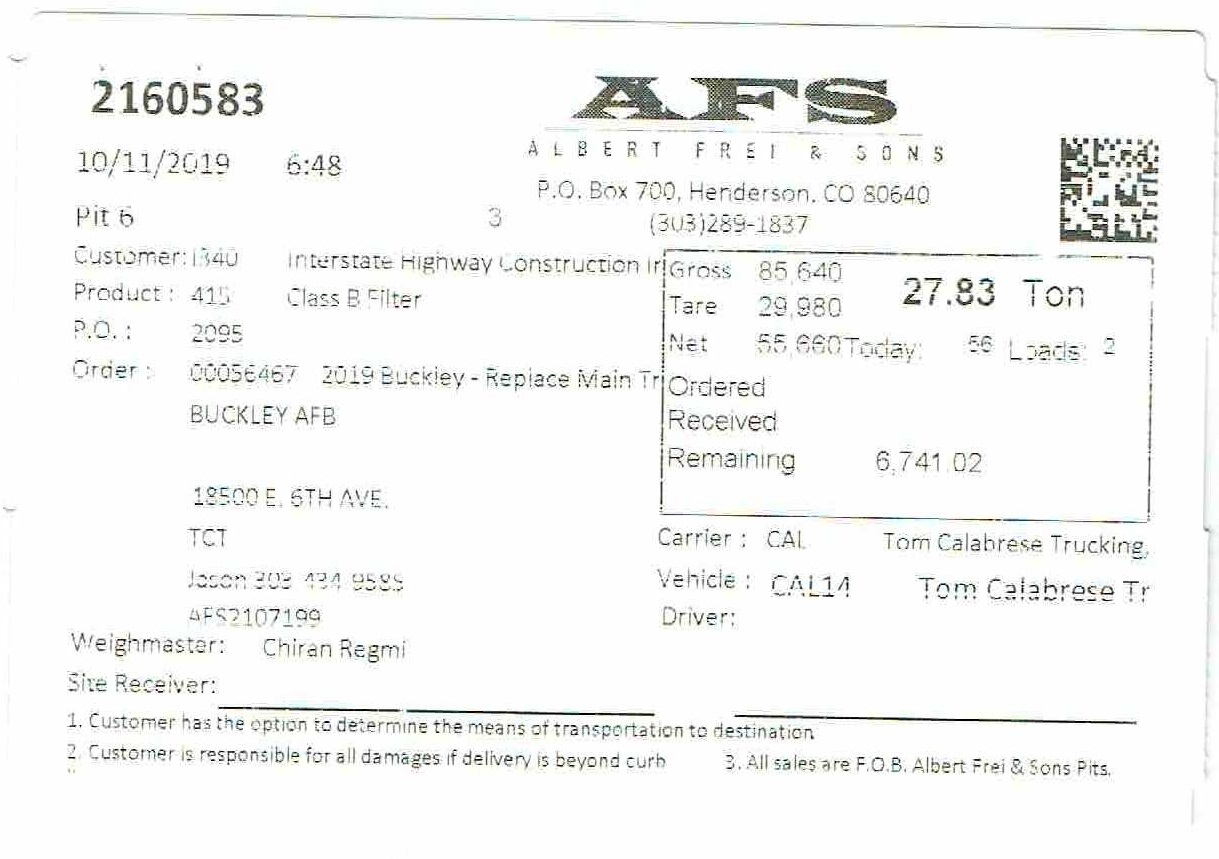 2160583
AFS
ALBERT FREI & SONS
10/11/2019 6:48
P.O. Box 700, Henderson, CO 80640
Pit 6 3 (303)289-1837
Customer: 1340 Interstate Highway Construction Ir
Gross 85,640 27.83 Ton
Product : 415 Class B Filter
Tare 29,980
P.O. : 2095
Net 55,660 Today: 56 Loads: 2
Order : 00056467 2019 Buckley - Replace Main Tr
Ordered
BUCKLEY AFB
Received
Remaining 6,741.02
18500 E. 6TH AVE.
TCT
Carrier : CAL Tom Calabrese Trucking,
Jason 303 434 9585
Vehicle : CAL14 Tom Calabrese Tr
AFS2107199
Driver:
Weighmaster: Chiran Regmi
Site Receiver:
1. Customer has the option to determine the means of transportation to destination
2. Customer is responsible for all damages if delivery is beyond curb
3. All sales are F.O.B. Albert Frei & Sons Pits.